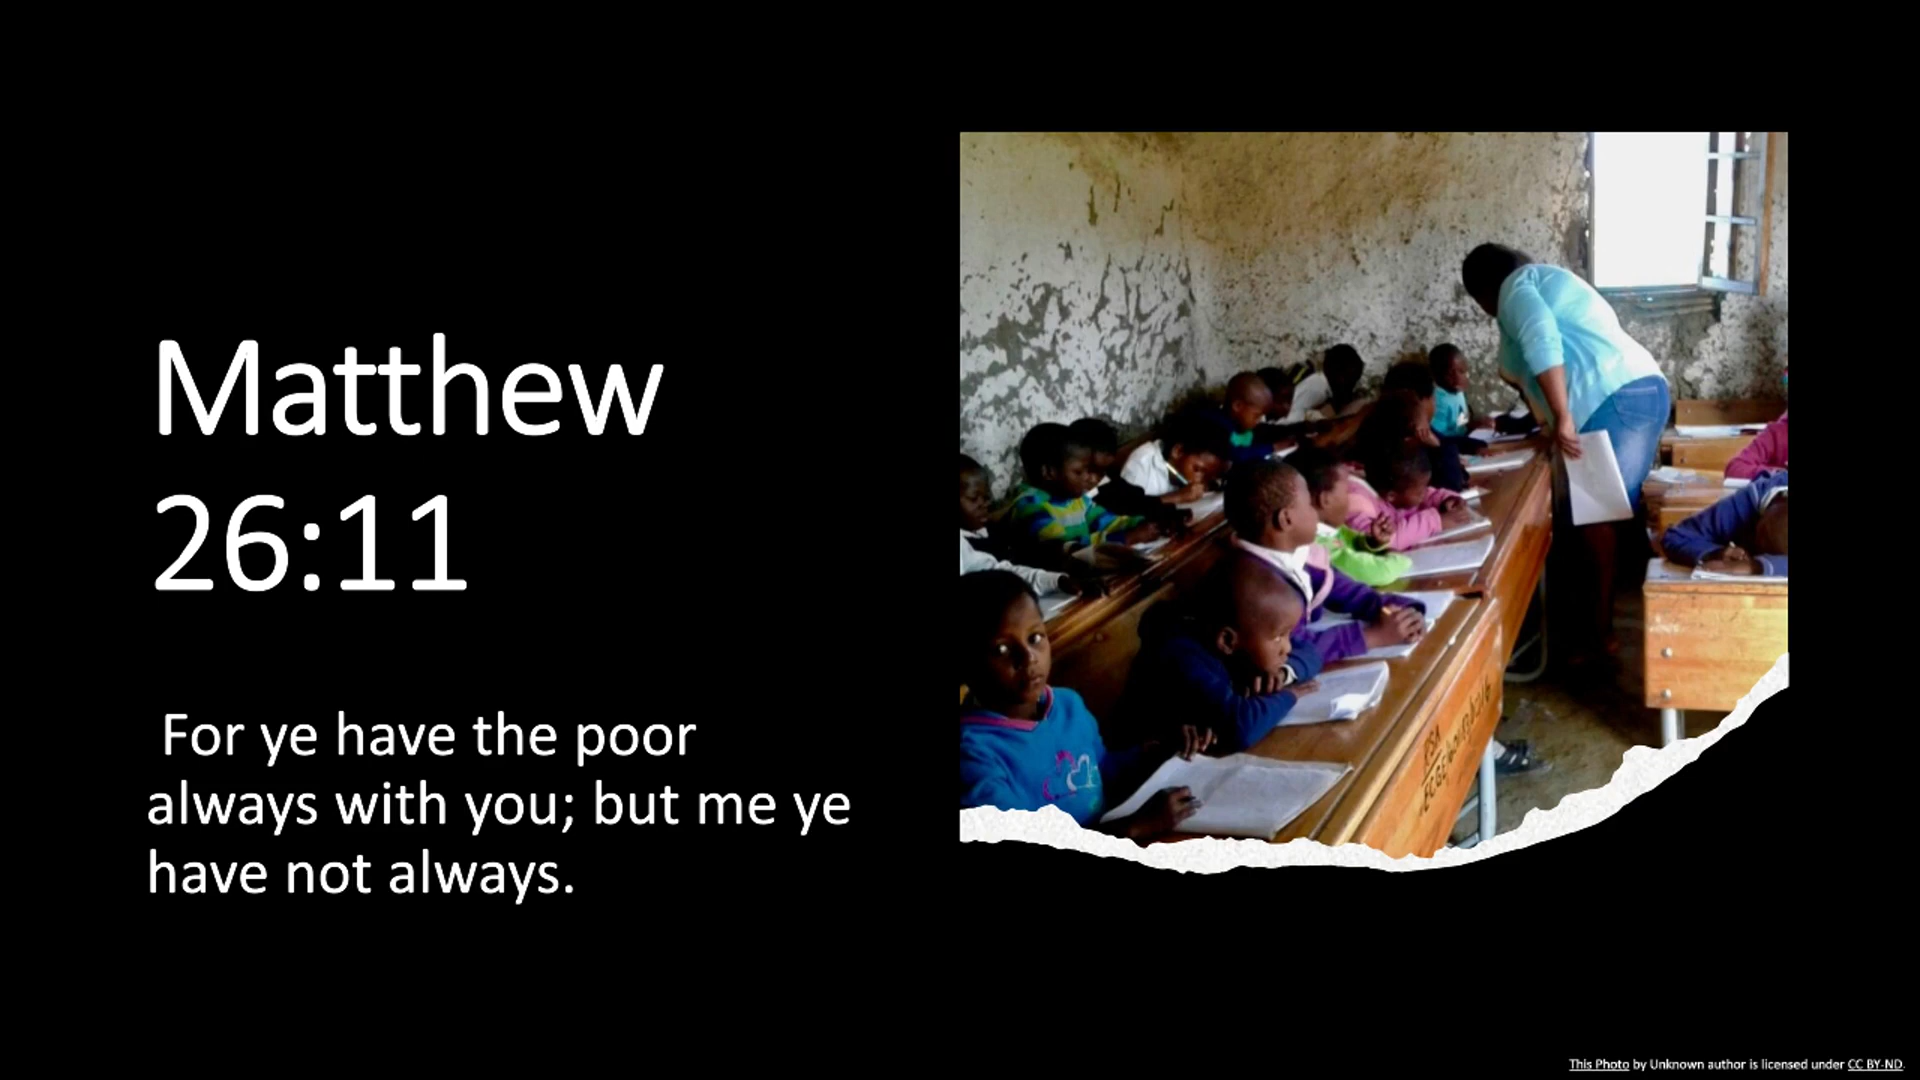 Matthew
26:11
For ye have the poor
always with you; but me ye
have not always.
This Photo by Unknown author is licensed under CC BY-ND.